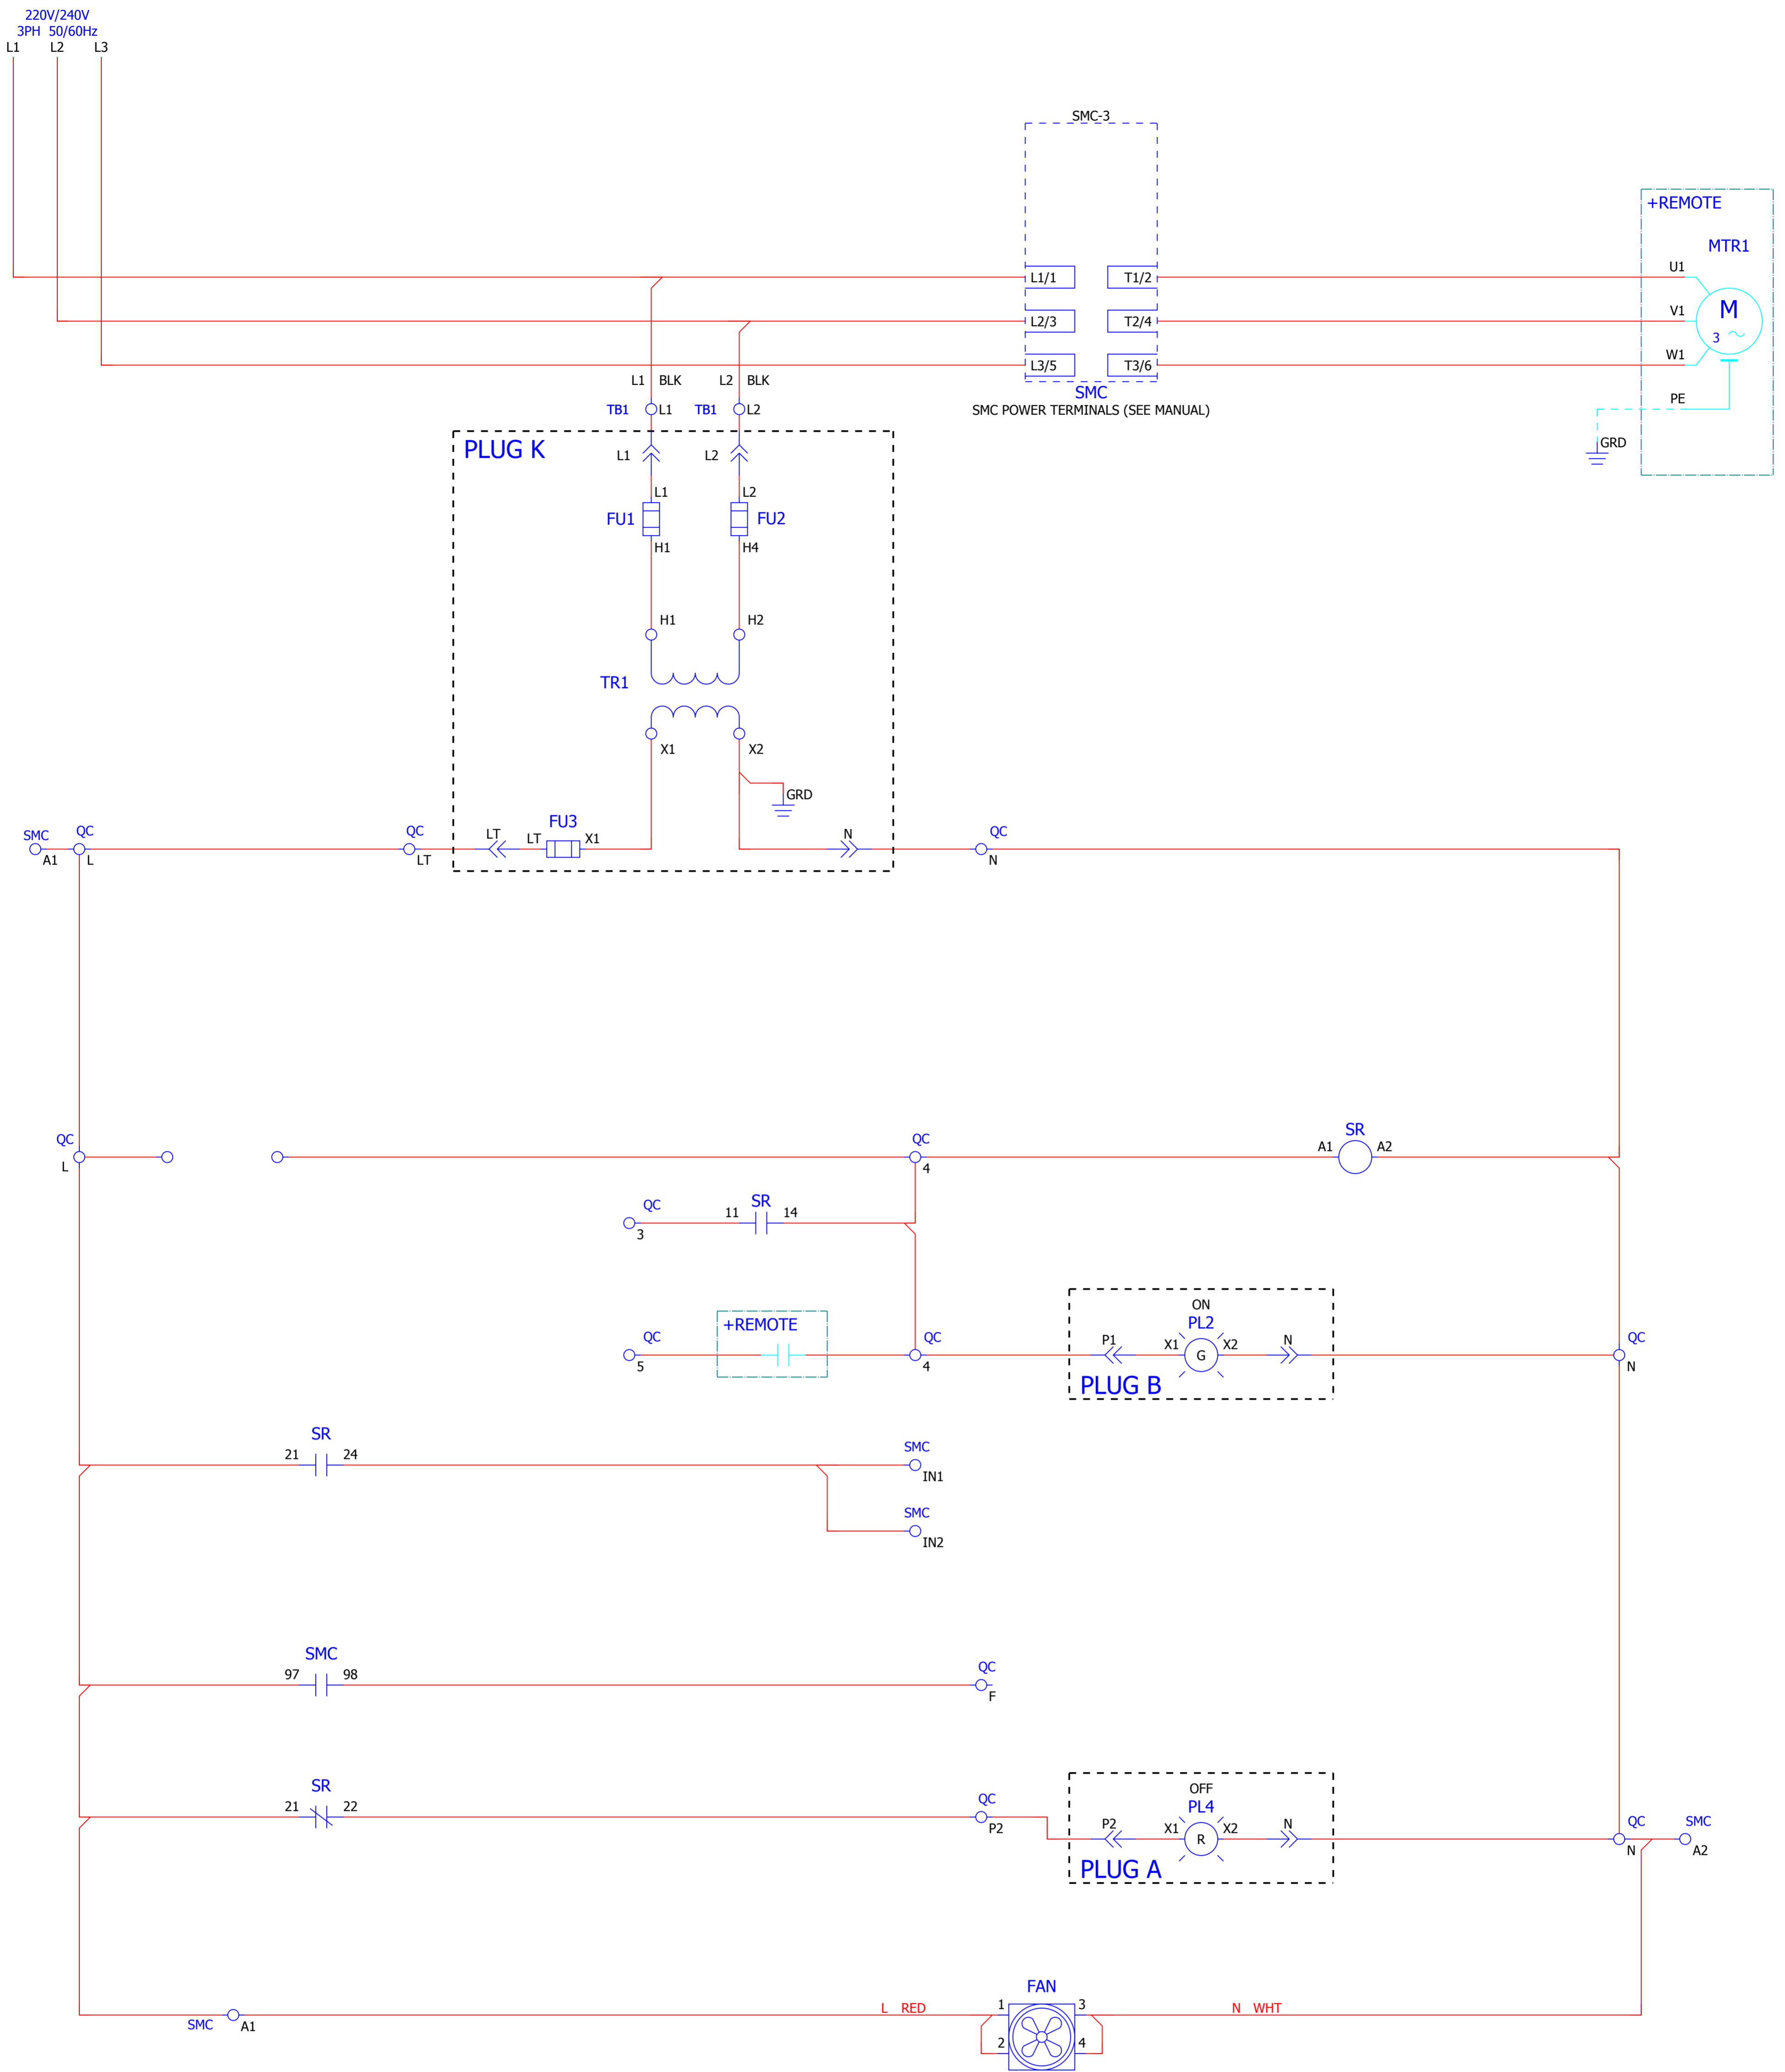 220V/240V
3PH 50/60Hz
L1 L2 L3
SMC-3
+REMOTE
MTR1
U1
L1/1 T1/2
M
3
V1
L2/3 T2/4
W1
L3/5 T3/6
L1 BLK L2 BLK
SMC
PE
TB1 L1 TB1 L2
SMC POWER TERMINALS (SEE MANUAL)
GRD
PLUG K
L1 L2
L1 L2
FU1 FU2
H1 H4
H1 H2
TR1
X1 X2
GRD
FU3
SMC QC QC LT LT X1 N QC
A1 L LT N
QC QC SR
L 4 A1 A2
QC SR
3 11 14
ON
+REMOTE PL2
QC QC P1 X1 G X2 N QC
5 4 N
PLUG B
SR
21 24
SMC
IN1
SMC
IN2
SMC
97 98
QC
F
SR
21 22
OFF
QC PL4
P2 P2 X1 R X2 N QC SMC
N A2
PLUG A
FAN
L RED 1 3 N WHT
SMC A1
2 4